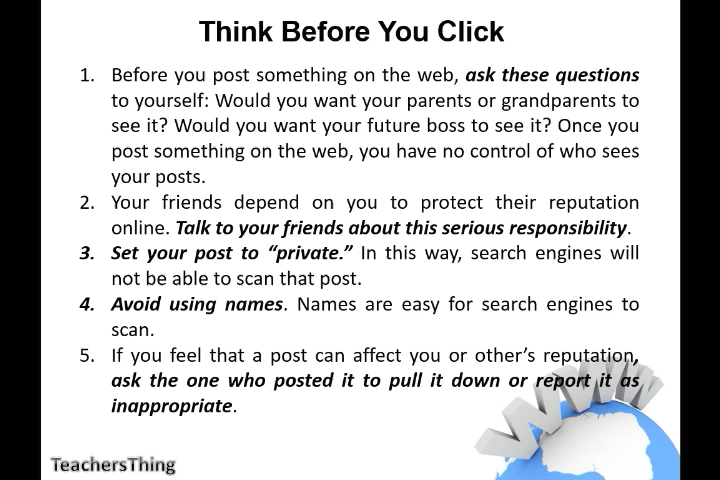 Think Before You Click
1. Before you post something on the web, ask these questions
to yourself: Would you want your parents or grandparents to
see it? Would you want your future boss to see it? Once you
post something on the web, you have no control of who sees
your posts.
2. Your friends depend on you to protect their reputation
online. Talk to your friends about this serious responsibility.
3. Set your post to “private.” In this way, search engines will
not be able to scan that post.
4. Avoid using names. Names are easy for search engines to
scan.
5. If you feel that a post can affect you or other’s reputation,
ask the one who posted it to pull it down or report it as
inappropriate.
WWW
TeachersThing